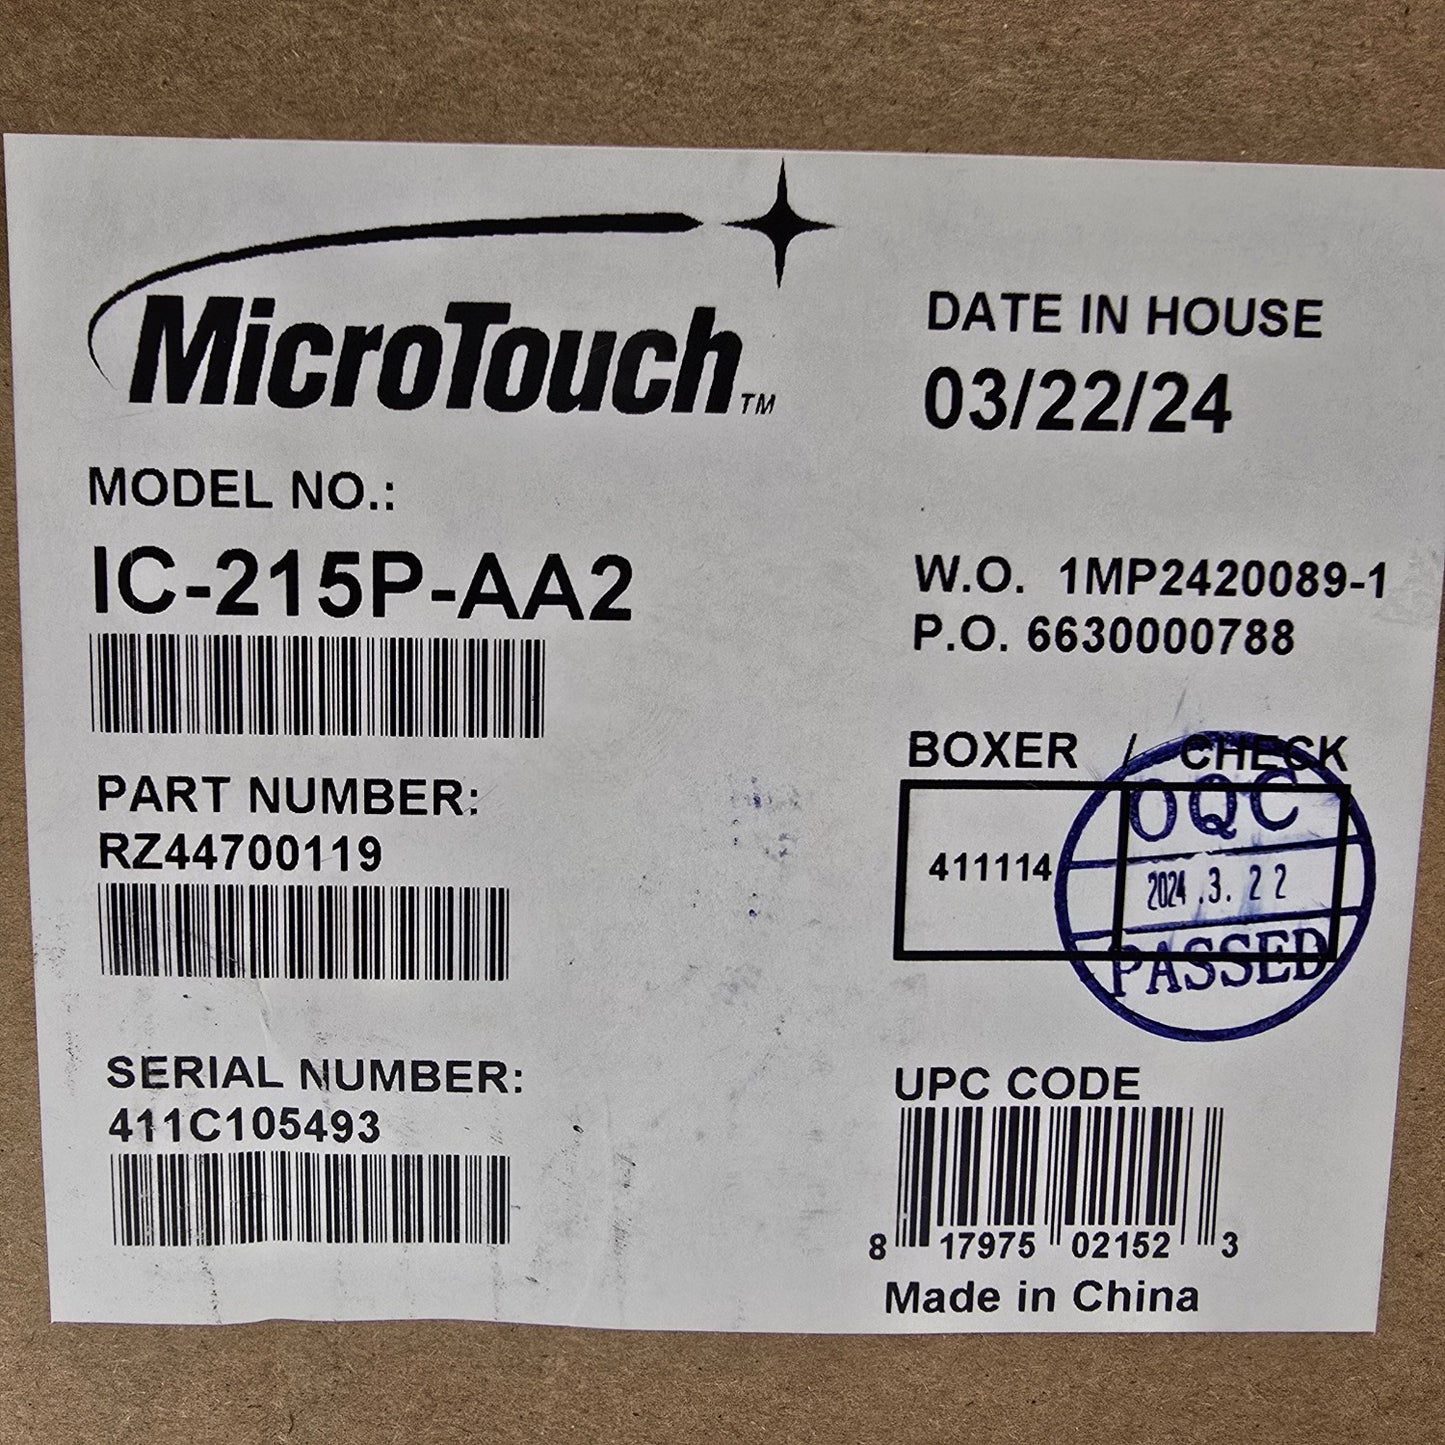 MicroTouch™
DATE IN HOUSE
03/22/24
MODEL NO.:
IC-215P-AA2
W.O. 1MP2420089-1
P.O. 6630000788
BOXER / CHECK
411114
OQC
2024.3.22
PASSED
PART NUMBER:
RZ44700119
SERIAL NUMBER:
411C105493
UPC CODE
8 17975 02152 3
Made in China